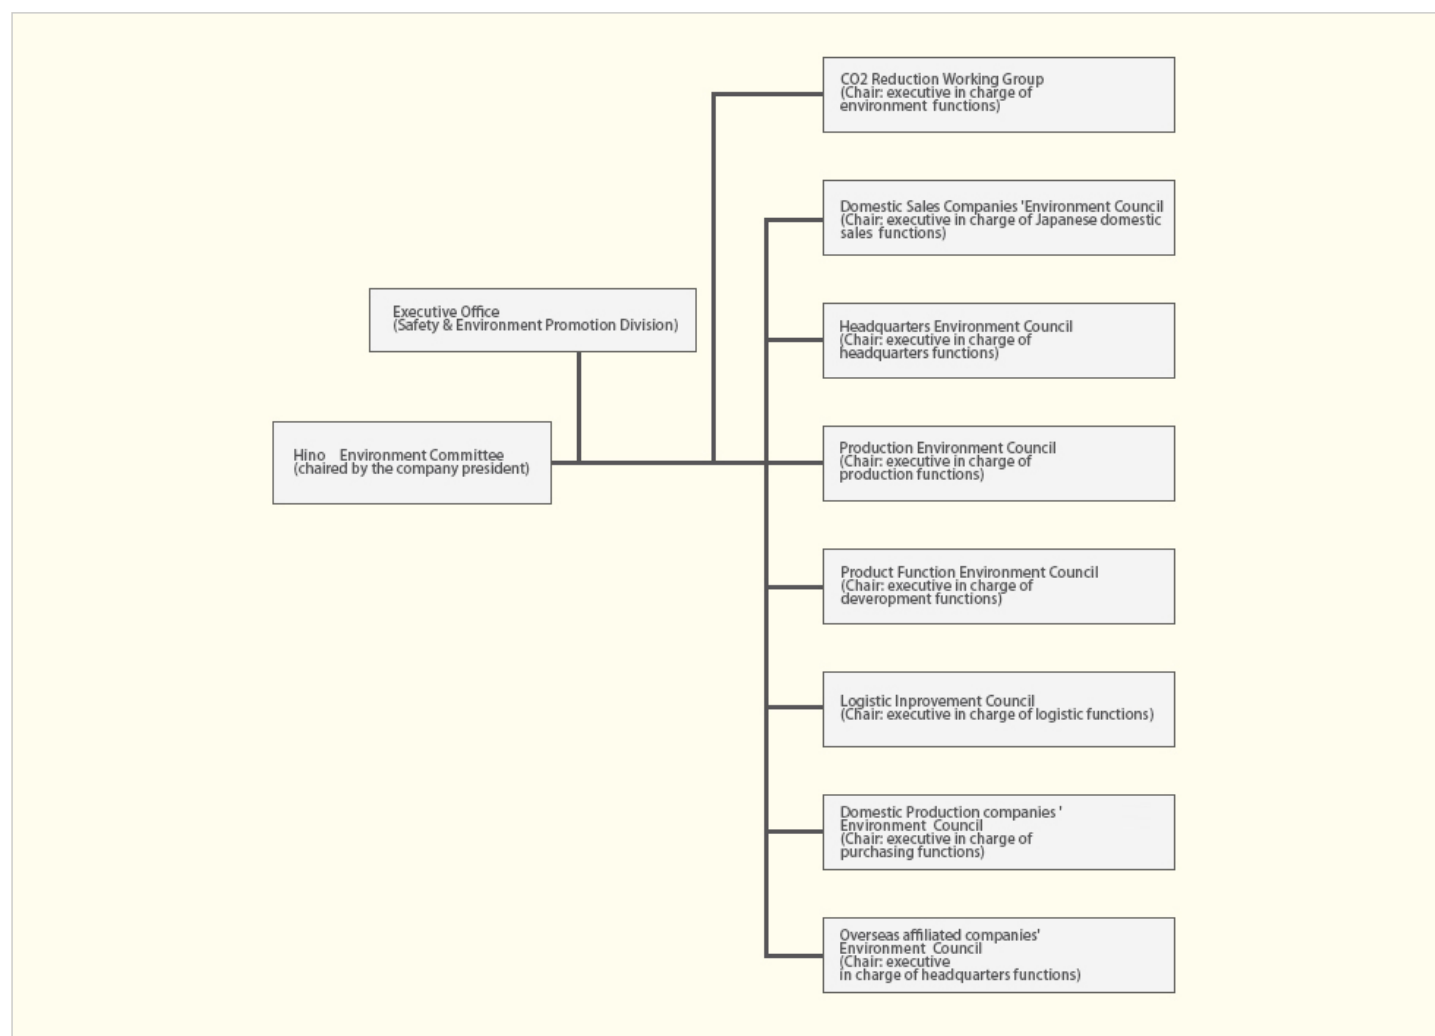 CO2 Reduction Working Group
(Chair: executive in charge of
environment functions)
Domestic Sales Companies 'Environment Council
(Chair: executive in charge of Japanese domestic
sales functions)
Executive Office
(Safety & Environment Promotion Division)
Headquarters Environment Council
(Chair: executive in charge of
headquarters functions)
Hino Environment Committee
(chaired by the company president)
Production Environment Council
(Chair: executive in charge of
production functions)
Product Function Environment Council
(Chair: executive in charge of
deveropment functions)
Logistic Inprovement Council
(Chair: executive in charge of logistic functions)
Domestic Production companies '
Environment Council
(Chair: executive in charge of
purchasing functions)
Overseas affiliated companies'
Environment Council
(Chair: executive
in charge of headquarters functions)